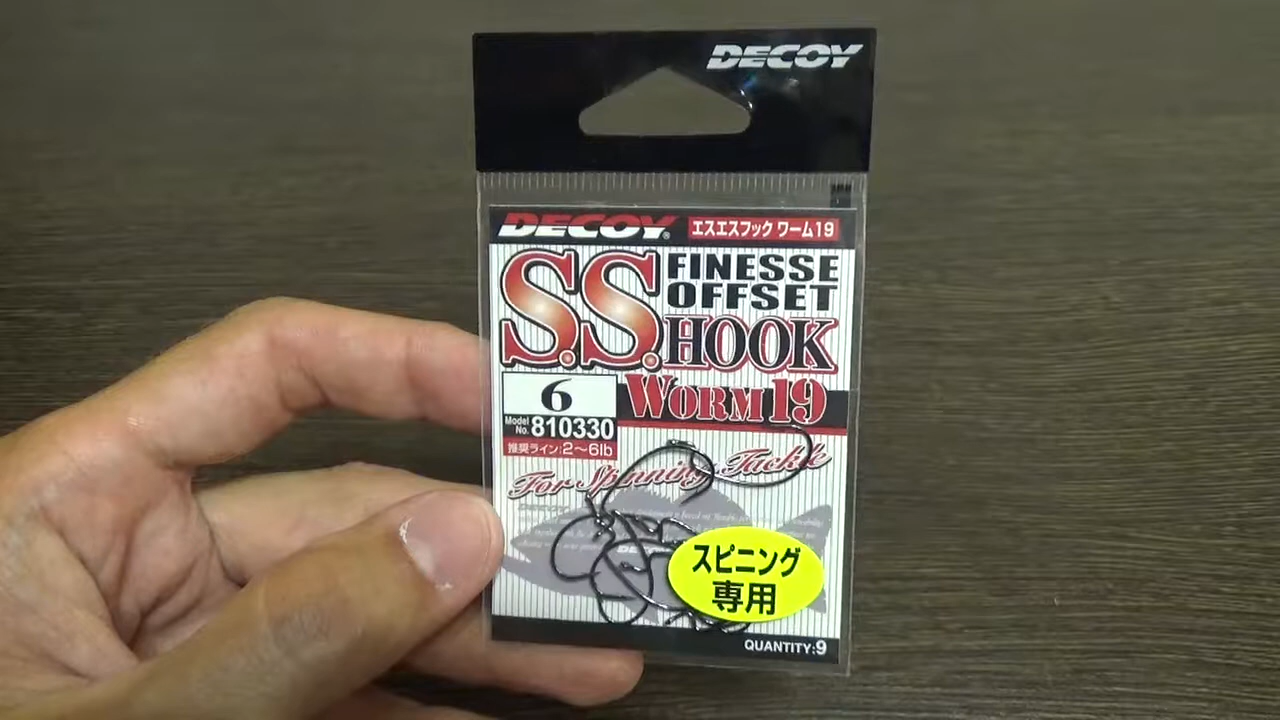 DECOY
DECOY® エスエスフック ワーム19
S.S. FINESSE
OFFSET
HOOK
6 WORM19
Model No. 810330
推奨ライン:2〜6lb
For Spinning Tackle
スピニング
専用
QUANTITY:9